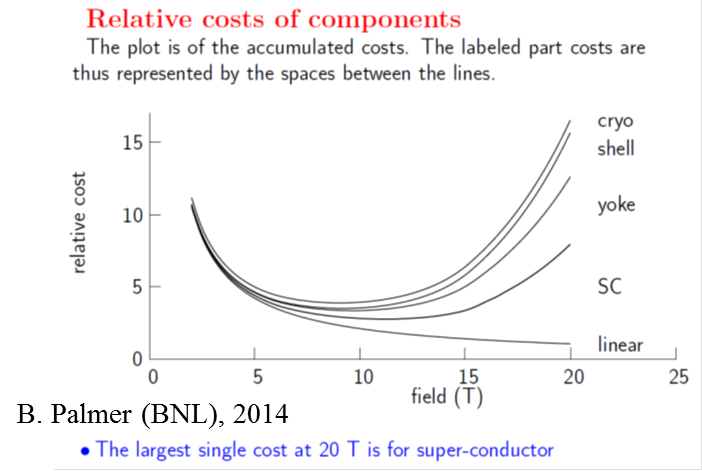 Relative costs of components
The plot is of the accumulated costs. The labeled part costs are
thus represented by the spaces between the lines.
relative cost
15
10
5
0
cryo
shell
yoke
SC
linear
0 5 10 15 20 25
field (T)
B. Palmer (BNL), 2014
• The largest single cost at 20 T is for super-conductor